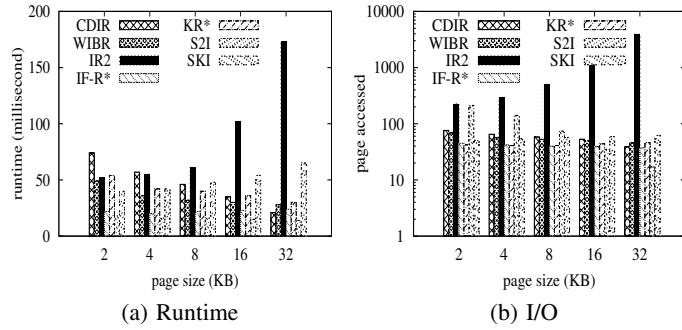 200
150
100
50
0
runtime (millisecond)
CDIR
WIBR
IR2
IF-R*
KR*
S2I
SKI
2 4 8 16 32
page size (KB)
(a) Runtime
10000
1000
100
10
1
page accessed
CDIR
WIBR
IR2
IF-R*
KR*
S2I
SKI
2 4 8 16 32
page size (KB)
(b) I/O